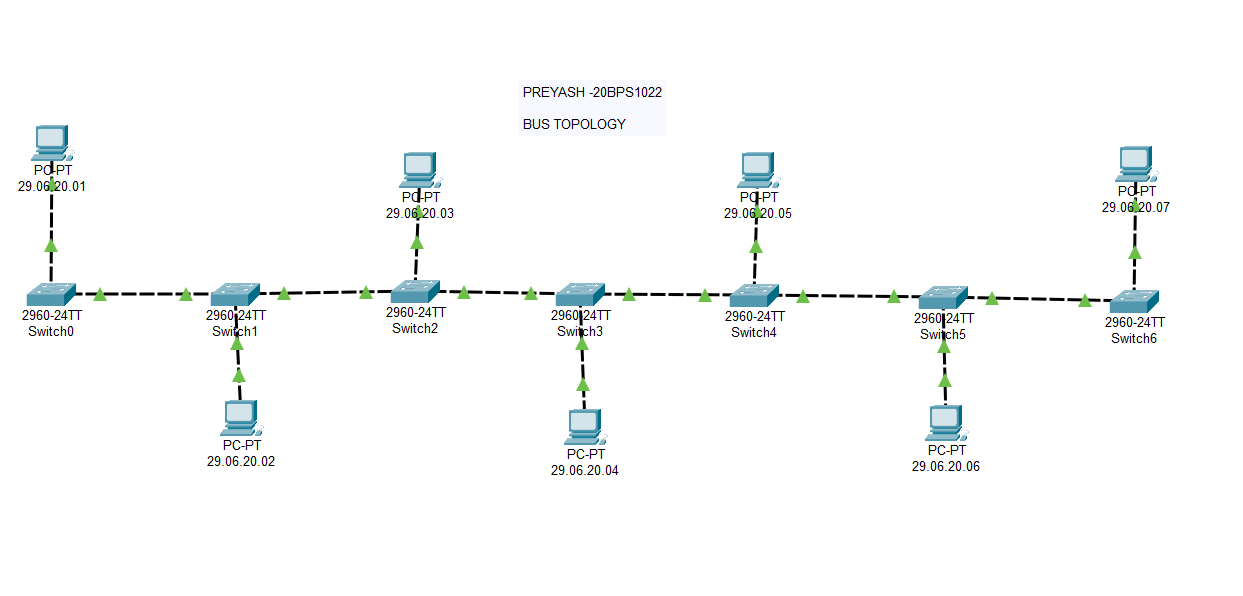 PREYASH -20BPS1022
BUS TOPOLOGY
PC-PT
29.06.20.01
PC-PT
29.06.20.03
PC-PT
29.06.20.05
PC-PT
29.06.20.07
2960-24TT
Switch0
2960-24TT
Switch1
2960-24TT
Switch2
2960-24TT
Switch3
2960-24TT
Switch4
2960-24TT
Switch5
2960-24TT
Switch6
PC-PT
29.06.20.02
PC-PT
29.06.20.04
PC-PT
29.06.20.06